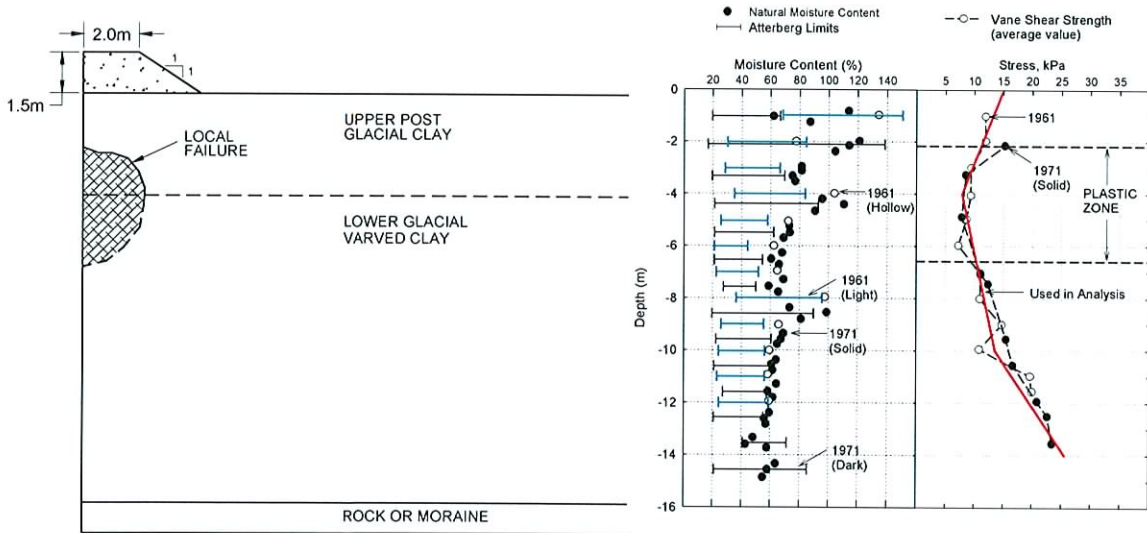 2.0m
1
1
1.5m
UPPER POST
GLACIAL CLAY
LOCAL
FAILURE
LOWER GLACIAL
VARVED CLAY
ROCK OR MORAINE
Natural Moisture Content
Atterberg Limits
Vane Shear Strength
(average value)
Moisture Content (%)
20 40 60 80 100 140
Stress, kPa
5 10 15 20 25 35
Depth (m)
0
-2
-4
-6
-8
-10
-12
-14
-16
1961
(Hollow)
1961
(Light)
1971
(Solid)
1971
(Dark)
1961
1971
(Solid)
PLASTIC
ZONE
Used in Analysis